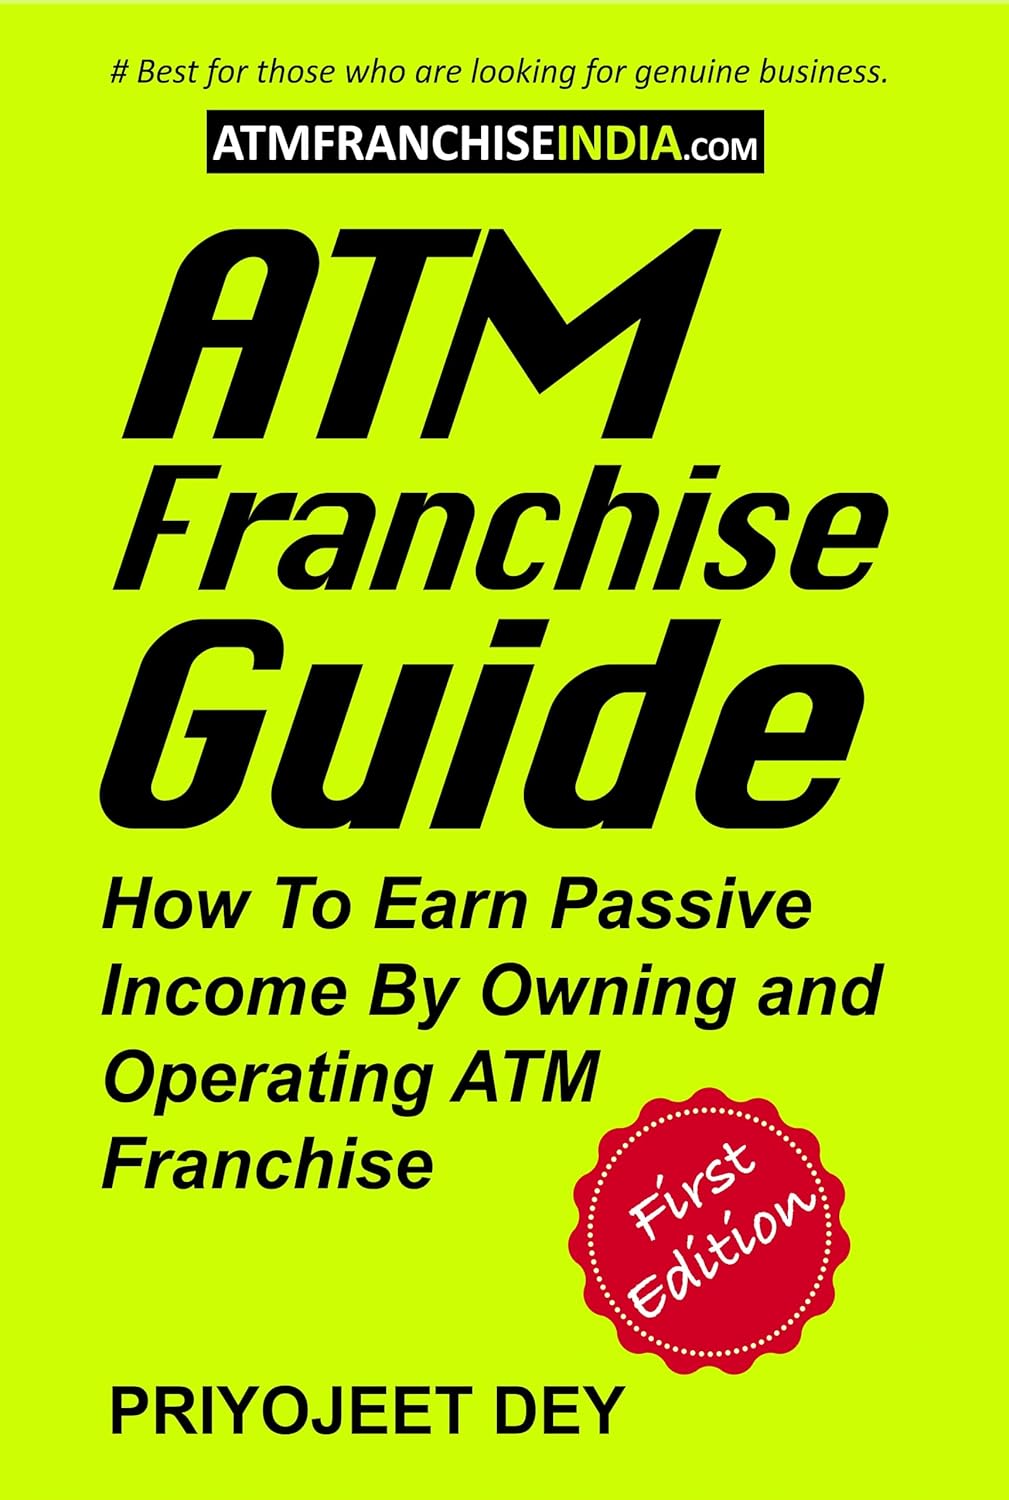 # Best for those who are looking for genuine business.
ATMFRANCHISEINDIA.COM
ATM
Franchise
Guide
How To Earn Passive
Income By Owning and
Operating ATM
Franchise
First
Edition
PRIYOJEET DEY